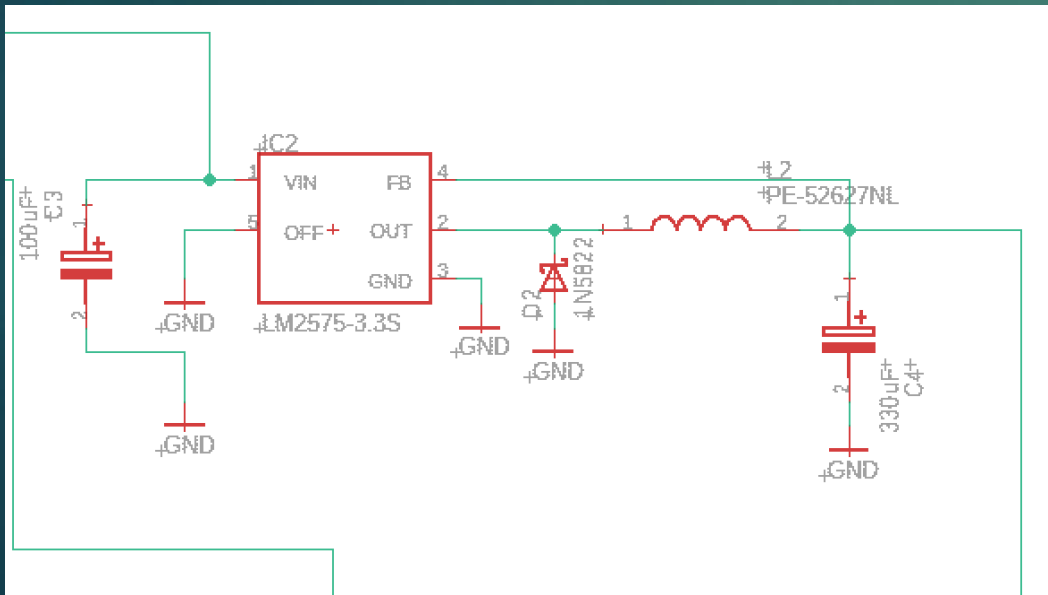 IC2
1
VIN
FB
4
5
OFF
OUT
2
GND
3
LM2575-3.3S
100uF
C3
1
2
GND
GND
GND
D2
1N5822
GND
L2
PE-52627NL
1
2
1
2
330uF
C4
GND